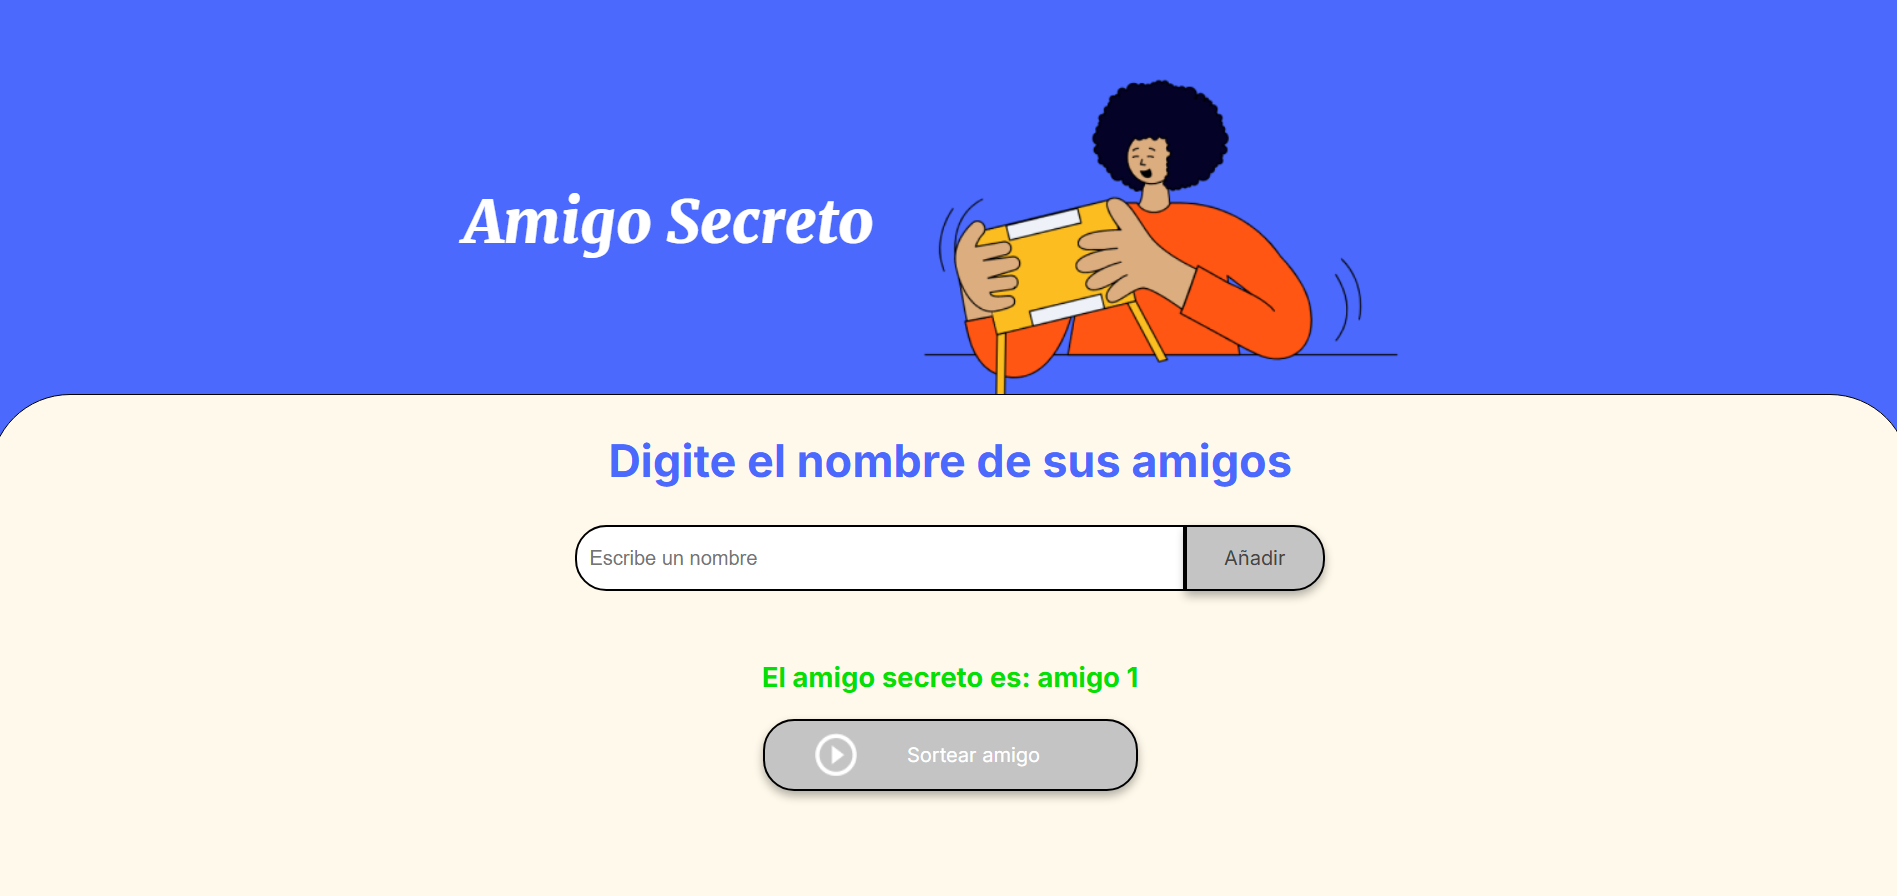 Amigo Secreto
Digite el nombre de sus amigos
Escribe un nombre
Añadir
El amigo secreto es: amigo 1
Sortear amigo